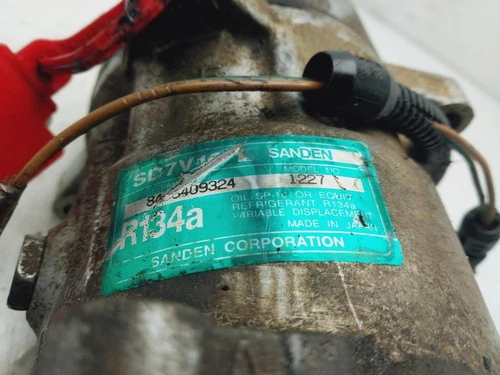 SANDEN
MODEL NO.
1227
OIL SP-10 OR EQUIV.
REFRIGERANT R134a
VARIABLE DISPLACEMENT
R134a
MADE IN JAPAN
SANDEN CORPORATION